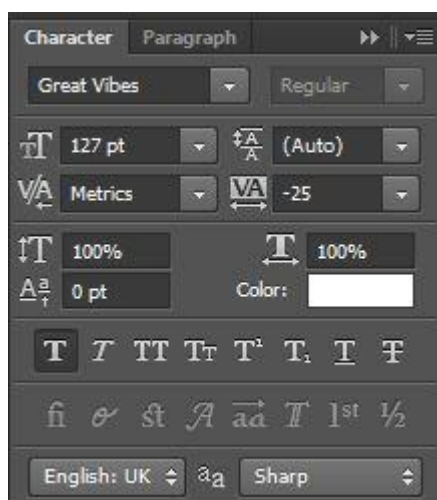 Character Paragraph
Great Vibes Regular
127 pt (Auto)
Metrics -25
100% 100%
0 pt Color:
T T TT Tт T¹ T₁ T T
fi st A aa T 1st ½
English: UK aa Sharp